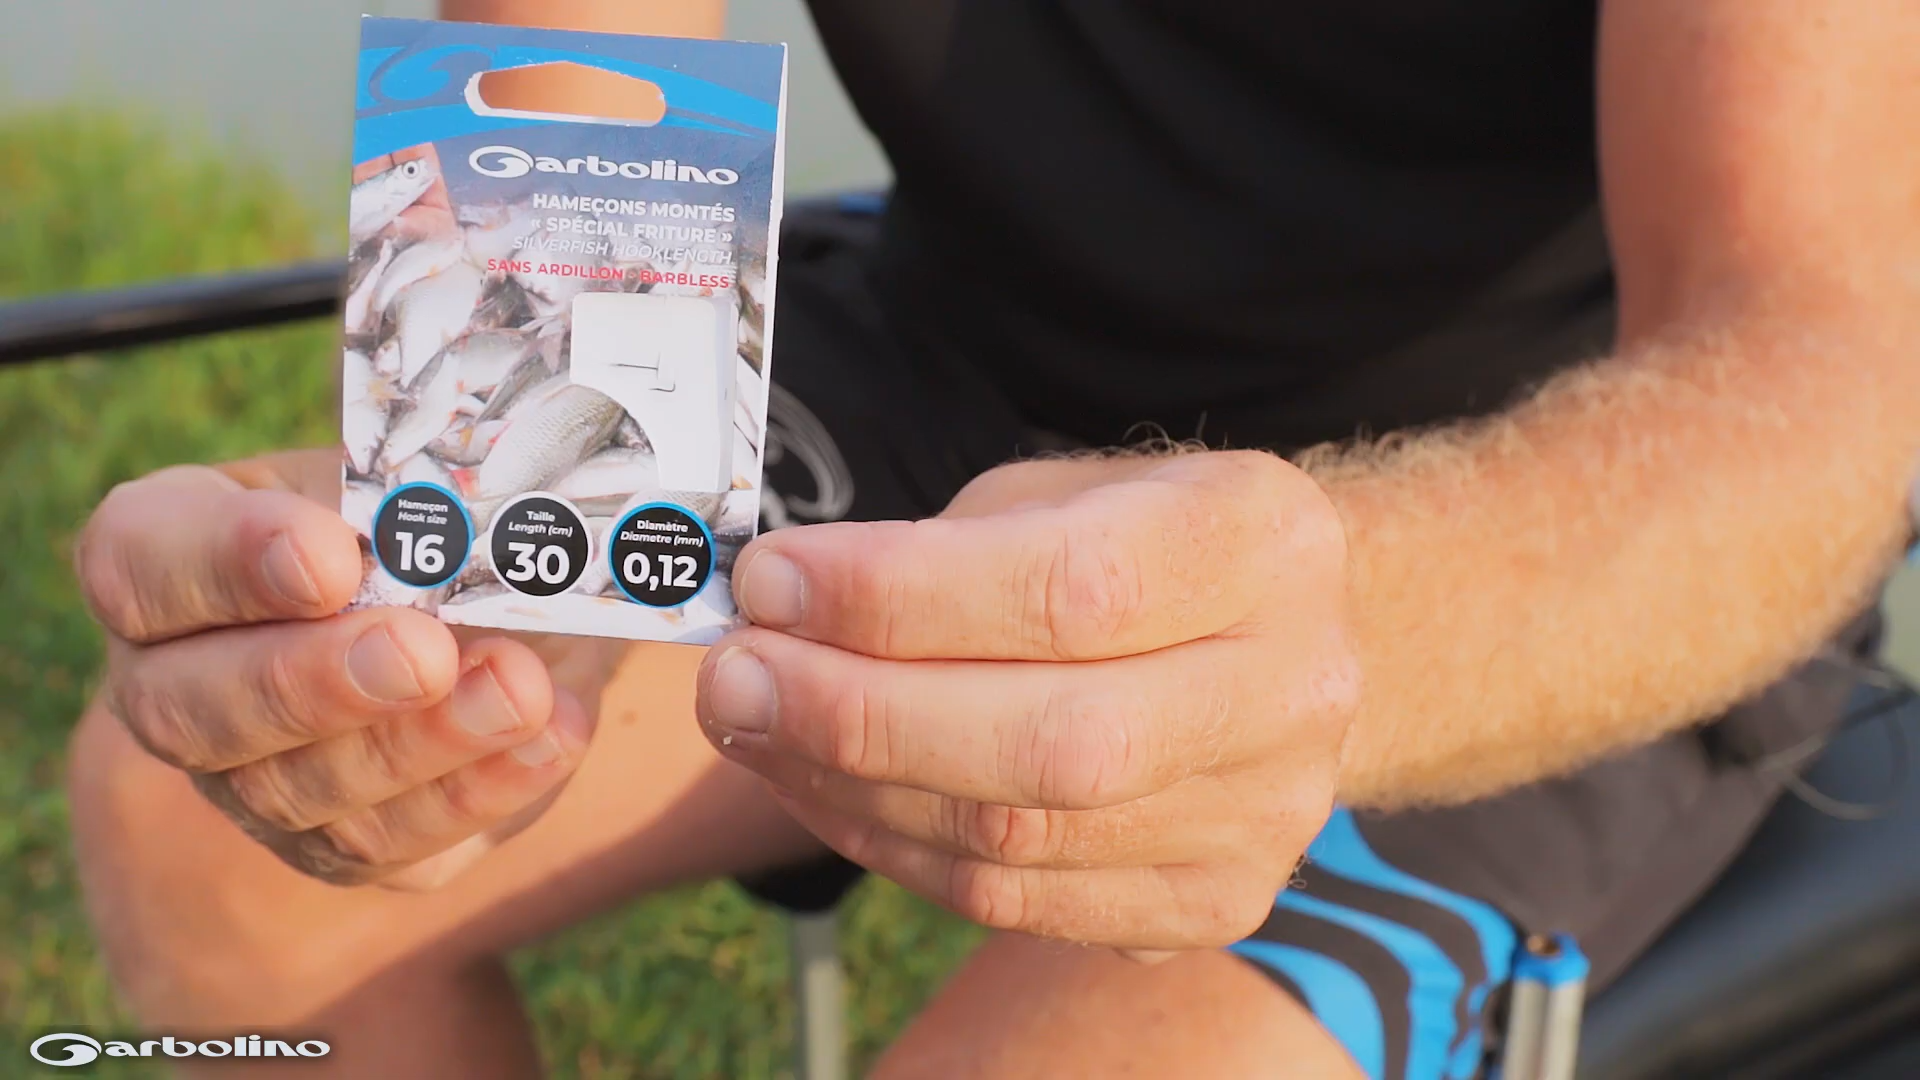 Garbolino
HAMEÇONS MONTÉS
« SPÉCIAL FRITURE »
SILVERFISH HOOKLENGTH
SANS ARDILLON - BARBLESS
Hameçon
Hook size
16
Taille
Length (cm)
30
Diamètre
Diametre (mm)
0,12
Garbolino